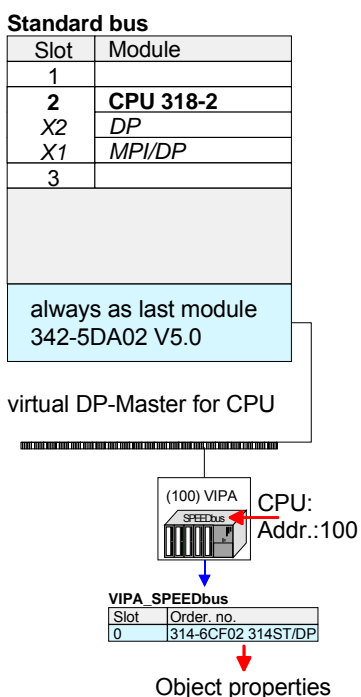 Standard bus
Slot Module
1
2 CPU 318-2
X2 DP
X1 MPI/DP
3
always as last module
342-5DA02 V5.0
virtual DP-Master for CPU
(100) VIPA
SPEEDbus
CPU:
Addr.:100
VIPA_SPEEDbus
Slot Order. no.
0 314-6CF02 314ST/DP
Object properties